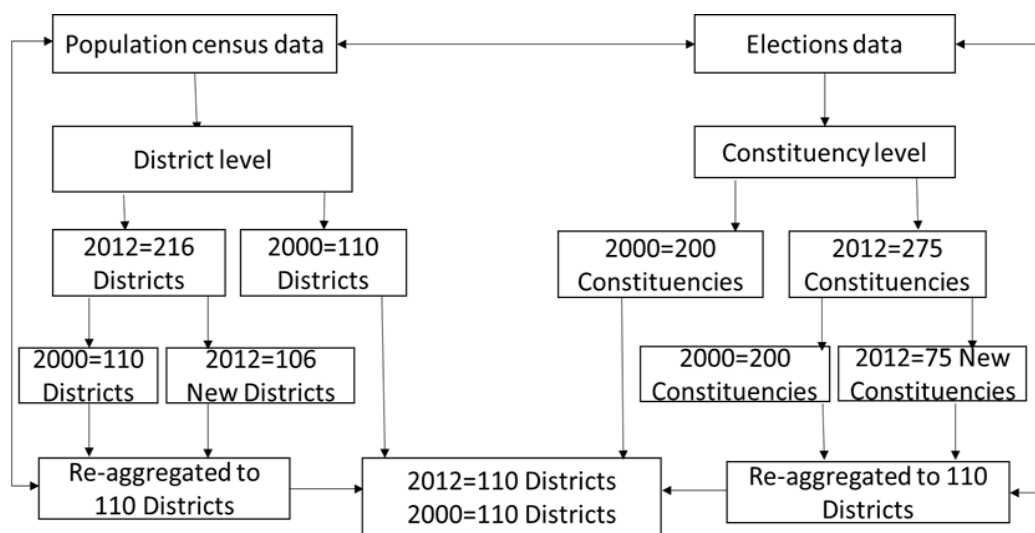 Population census data
Elections data
District level
Constituency level
2012=216
Districts
2000=110
Districts
2000=200
Constituencies
2012=275
Constituencies
2000=110
Districts
2012=106
New Districts
2000=200
Constituencies
2012=75 New
Constituencies
Re-aggregated to
110 Districts
2012=110 Districts
2000=110 Districts
Re-aggregated to 110
Districts